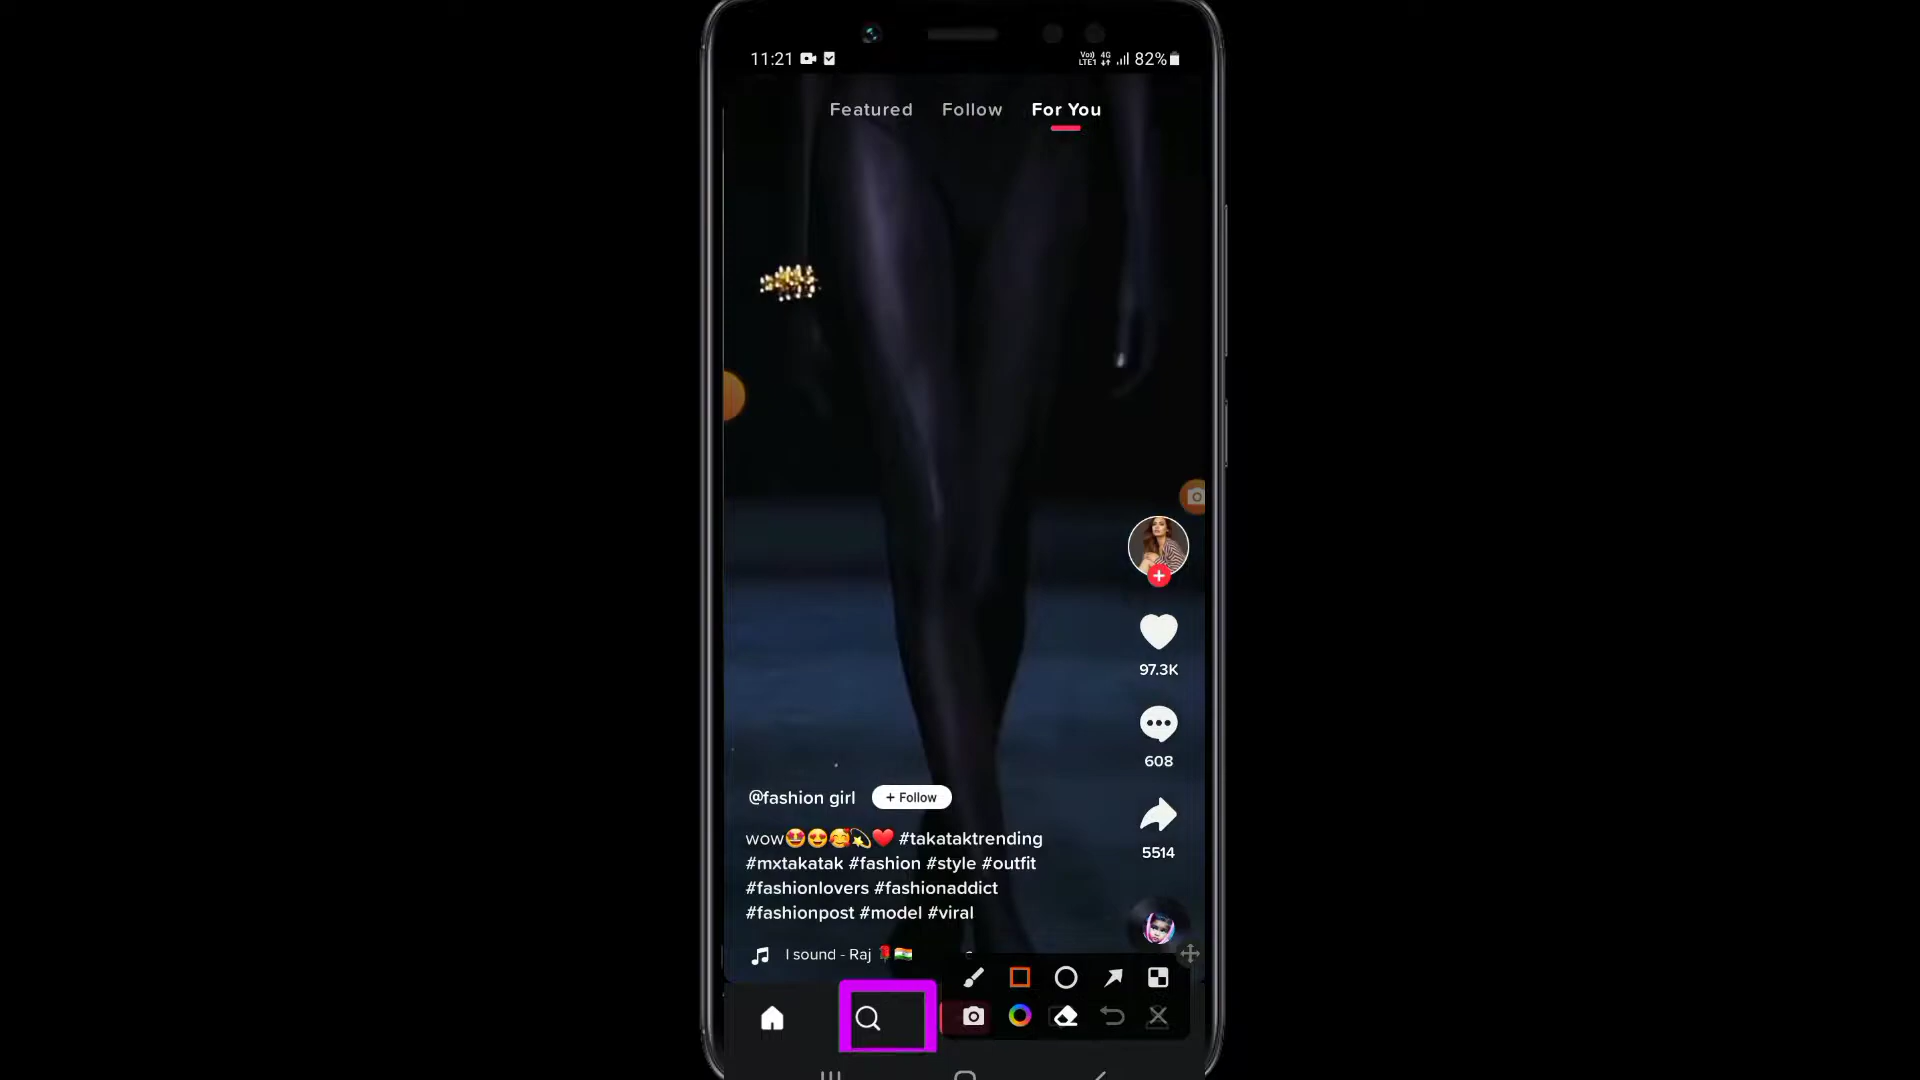 11:21 82%
Featured Follow For You
97.3K
608
@fashion girl + Follow
wow🤩😍🥰💫❤️ #takataktrending
#mxtakatak #fashion #style #outfit
5514
#fashionlovers #fashionaddict
#fashionpost #model #viral
I sound - Raj 🌹🇮🇳